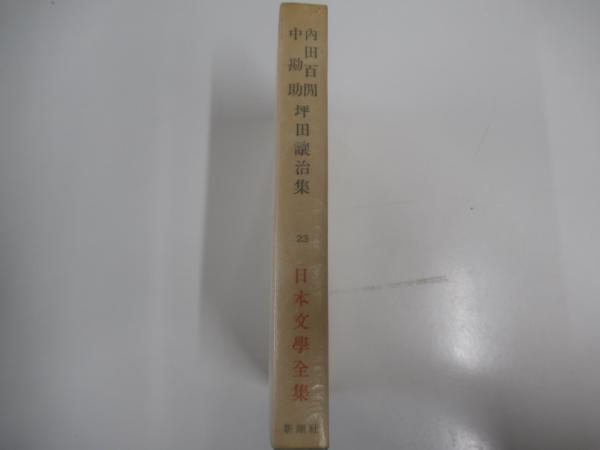 内田百閒
中勘助
坪田譲治集
23
日本文學全集
新潮社